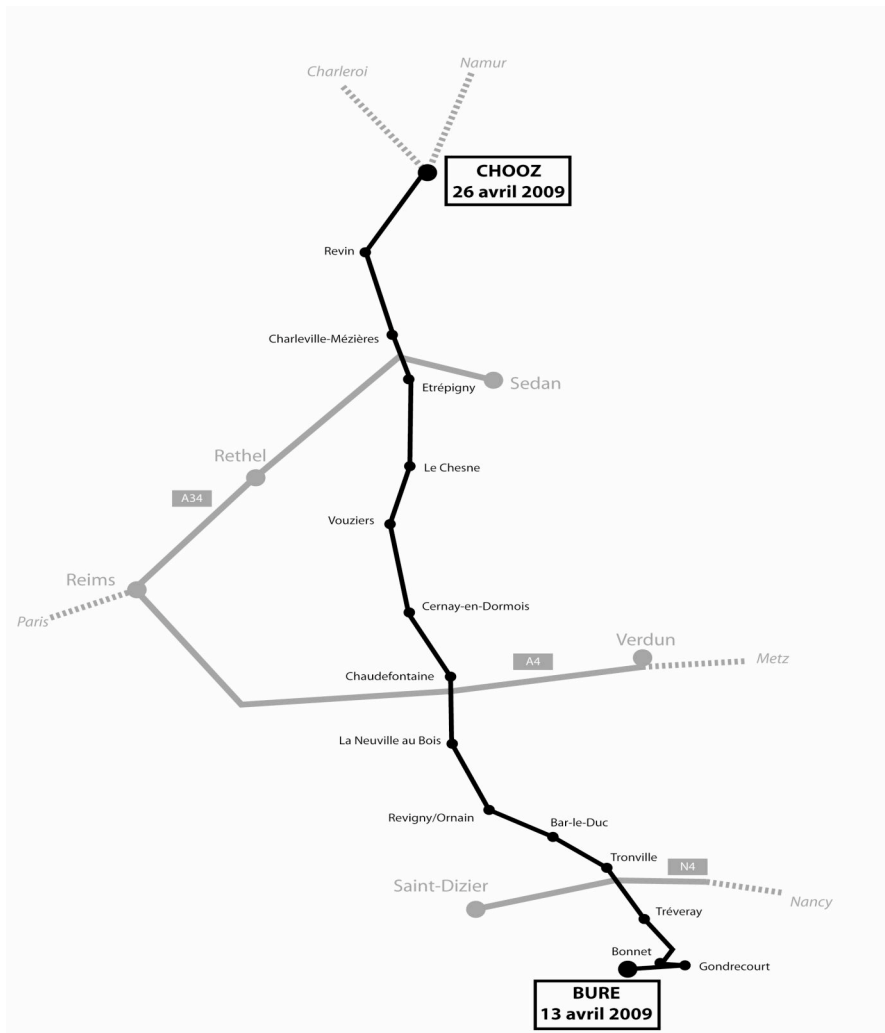 Namur
Charleroi
CHOOZ
26 avril 2009
Revin
Charleville-Mézières
Sedan
Etrépigny
Rethel
Le Chesne
A34
Vouziers
Reims
Cernay-en-Dormois
Paris
Verdun
A4
Metz
Chaudefontaine
La Neuville au Bois
Revigny/Ornain
Bar-le-Duc
Tronville
N4
Saint-Dizier
Nancy
Tréveray
Bonnet
Gondrecourt
BURE
13 avril 2009